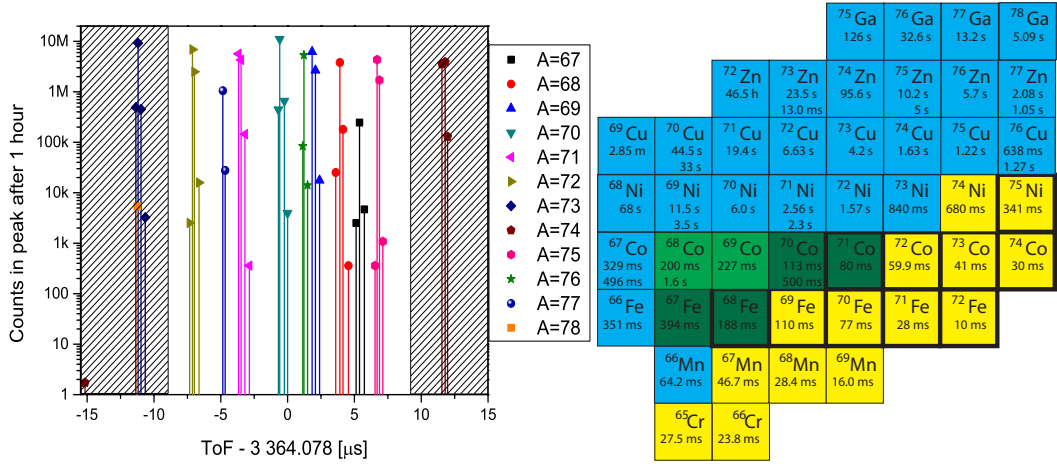 10M
1M
100k
10k
1k
100
10
1
Counts in peak after 1 hour
-15
-10
-5
0
5
10
15
ToF - 3 364.078 [µs]
A=67
A=68
A=69
A=70
A=71
A=72
A=73
A=74
A=75
A=76
A=77
A=78
75Ga 76Ga 77Ga 78Ga
126 s 32.6 s 13.2 s 5.09 s
72Zn 73Zn 74Zn 75Zn 76Zn 77Zn
46.5 h 23.5 s 95.6 s 10.2 s 5.7 s 2.08 s
13.0 ms 5 s 1.05 s
69Cu 70Cu 71Cu 72Cu 73Cu 74Cu 75Cu 76Cu
2.85 m 44.5 s 19.4 s 6.63 s 4.2 s 1.63 s 1.22 s 638 ms
33 s 1.27 s
68Ni 69Ni 70Ni 71Ni 72Ni 73Ni 74Ni 75Ni
68 s 11.5 s 6.0 s 2.56 s 1.57 s 840 ms 680 ms 341 ms
3.5 s 2.3 s
67Co 68Co 69Co 70Co 71Co 72Co 73Co 74Co
329 ms 200 ms 227 ms 113 ms 80 ms 59.9 ms 41 ms 30 ms
496 ms 1.6 s 500 ms
66Fe 67Fe 68Fe 69Fe 70Fe 71Fe 72Fe
351 ms 394 ms 188 ms 110 ms 77 ms 28 ms 10 ms
66Mn 67Mn 68Mn 69Mn
64.2 ms 46.7 ms 28.4 ms 16.0 ms
65Cr 66Cr
27.5 ms 23.8 ms